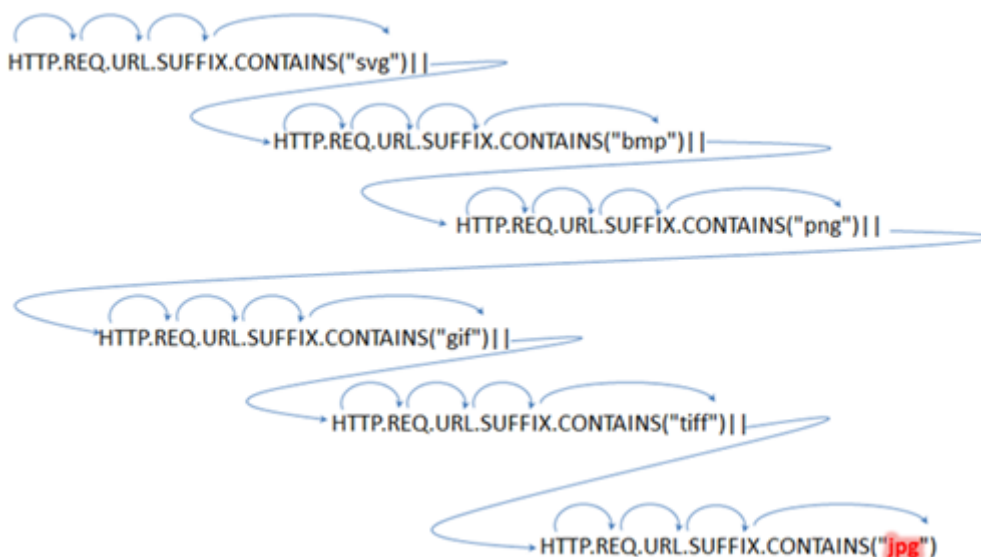 HTTP.REQ.URL.SUFFIX.CONTAINS("svg")||
HTTP.REQ.URL.SUFFIX.CONTAINS("bmp")||
HTTP.REQ.URL.SUFFIX.CONTAINS("png")||
HTTP.REQ.URL.SUFFIX.CONTAINS("gif")||
HTTP.REQ.URL.SUFFIX.CONTAINS("tiff")||
HTTP.REQ.URL.SUFFIX.CONTAINS("jpg")